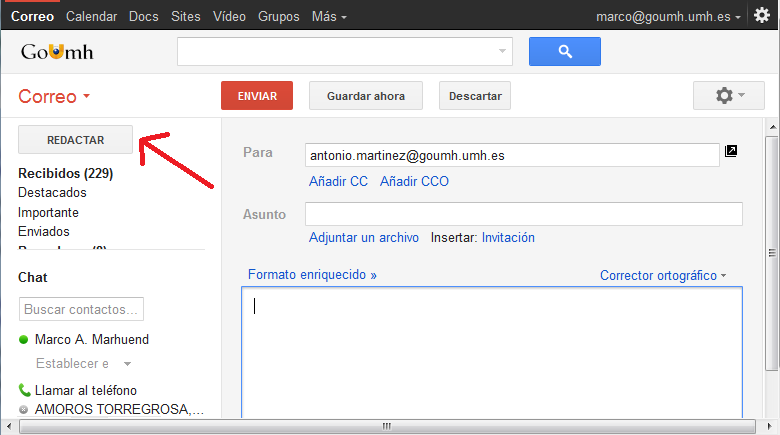 Correo Calendar Docs Sites Vídeo Grupos Más marco@goumh.umh.es
GoUmh
Correo ENVIAR Guardar ahora Descartar
REDACTAR
Recibidos (229)
Destacados
Importante
Enviados
Chat
Buscar contactos...
Marco A. Marhuend
Establecer e
Llamar al teléfono
AMOROS TORREGROSA,...
Para antonio.martinez@goumh.umh.es
Añadir CC Añadir CCO
Asunto
Adjuntar un archivo Insertar: Invitación
Formato enriquecido » Corrector ortográfico